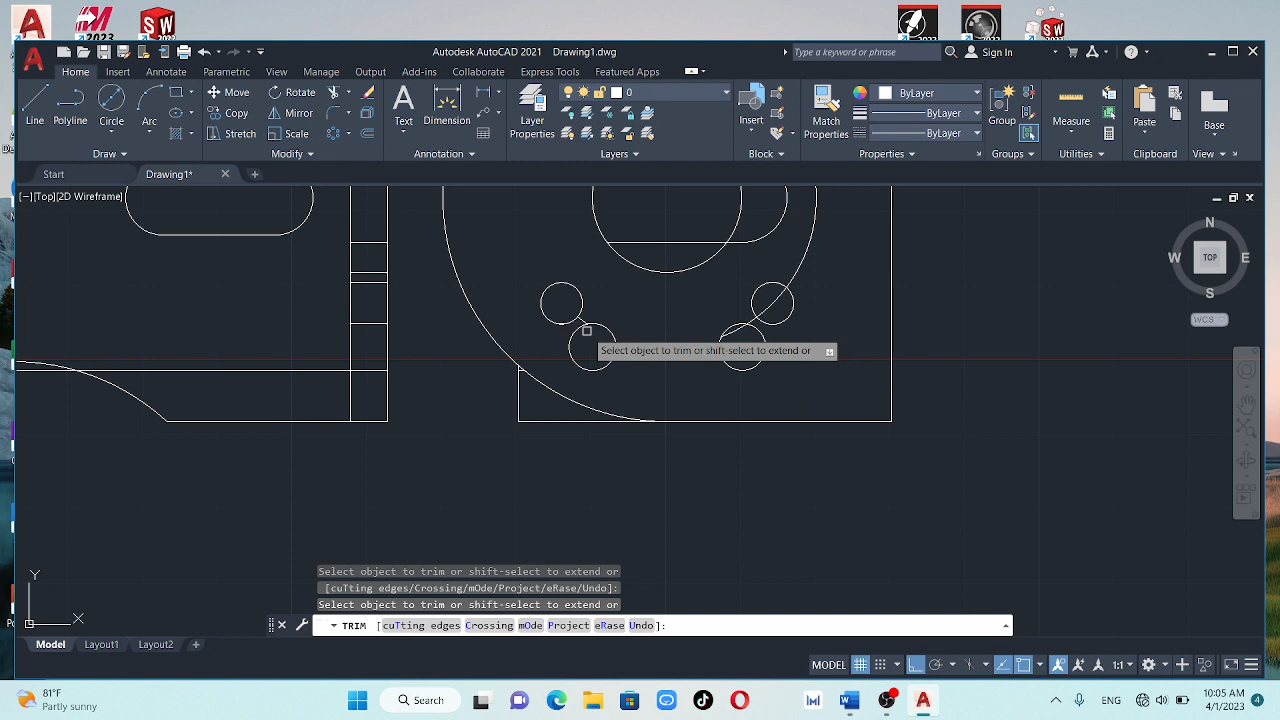 2023
2022
2022
Autodesk AutoCAD 2021 Drawing1.dwg
Type a keyword or phrase
Sign In
Home Insert Annotate Parametric View Manage Output Add-ins Collaborate Express Tools Featured Apps
Line Polyline Circle Arc
Move Rotate
Copy Mirror
Stretch Scale
Text Dimension
Layer Properties
0
Insert
Match Properties
ByLayer
ByLayer
ByLayer
Group
Measure
Paste
Base
Draw Modify Annotation Layers Block Properties Groups Utilities Clipboard View
Start Drawing1*
[−][Top][2D Wireframe]
N
W TOP E
S
WCS
Select object to trim or shift-select to extend or
Y
X
Select object to trim or shift-select to extend or
[cuTting edges/Crossing/mOde/Project/eRase/Undo]:
Select object to trim or shift-select to extend or
TRIM [cuTting edges Crossing mOde Project eRase Undo]:
Model Layout1 Layout2
MODEL 1:1
81°F
Partly sunny
Search
10:05 AM
4/1/2023
4